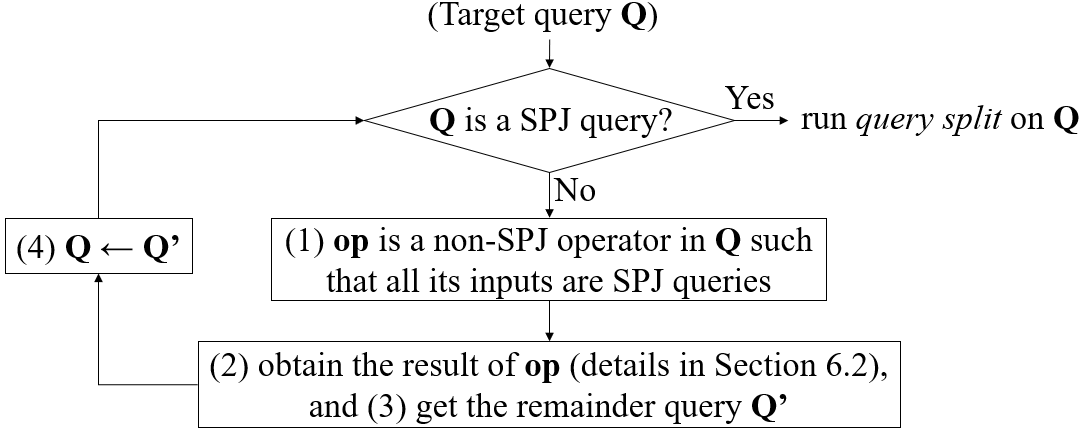 (Target query Q)
Q is a SPJ query?
Yes
run query split on Q
No
(1) op is a non-SPJ operator in Q such
that all its inputs are SPJ queries
(2) obtain the result of op (details in Section 6.2),
and (3) get the remainder query Q’
(4) Q ← Q’